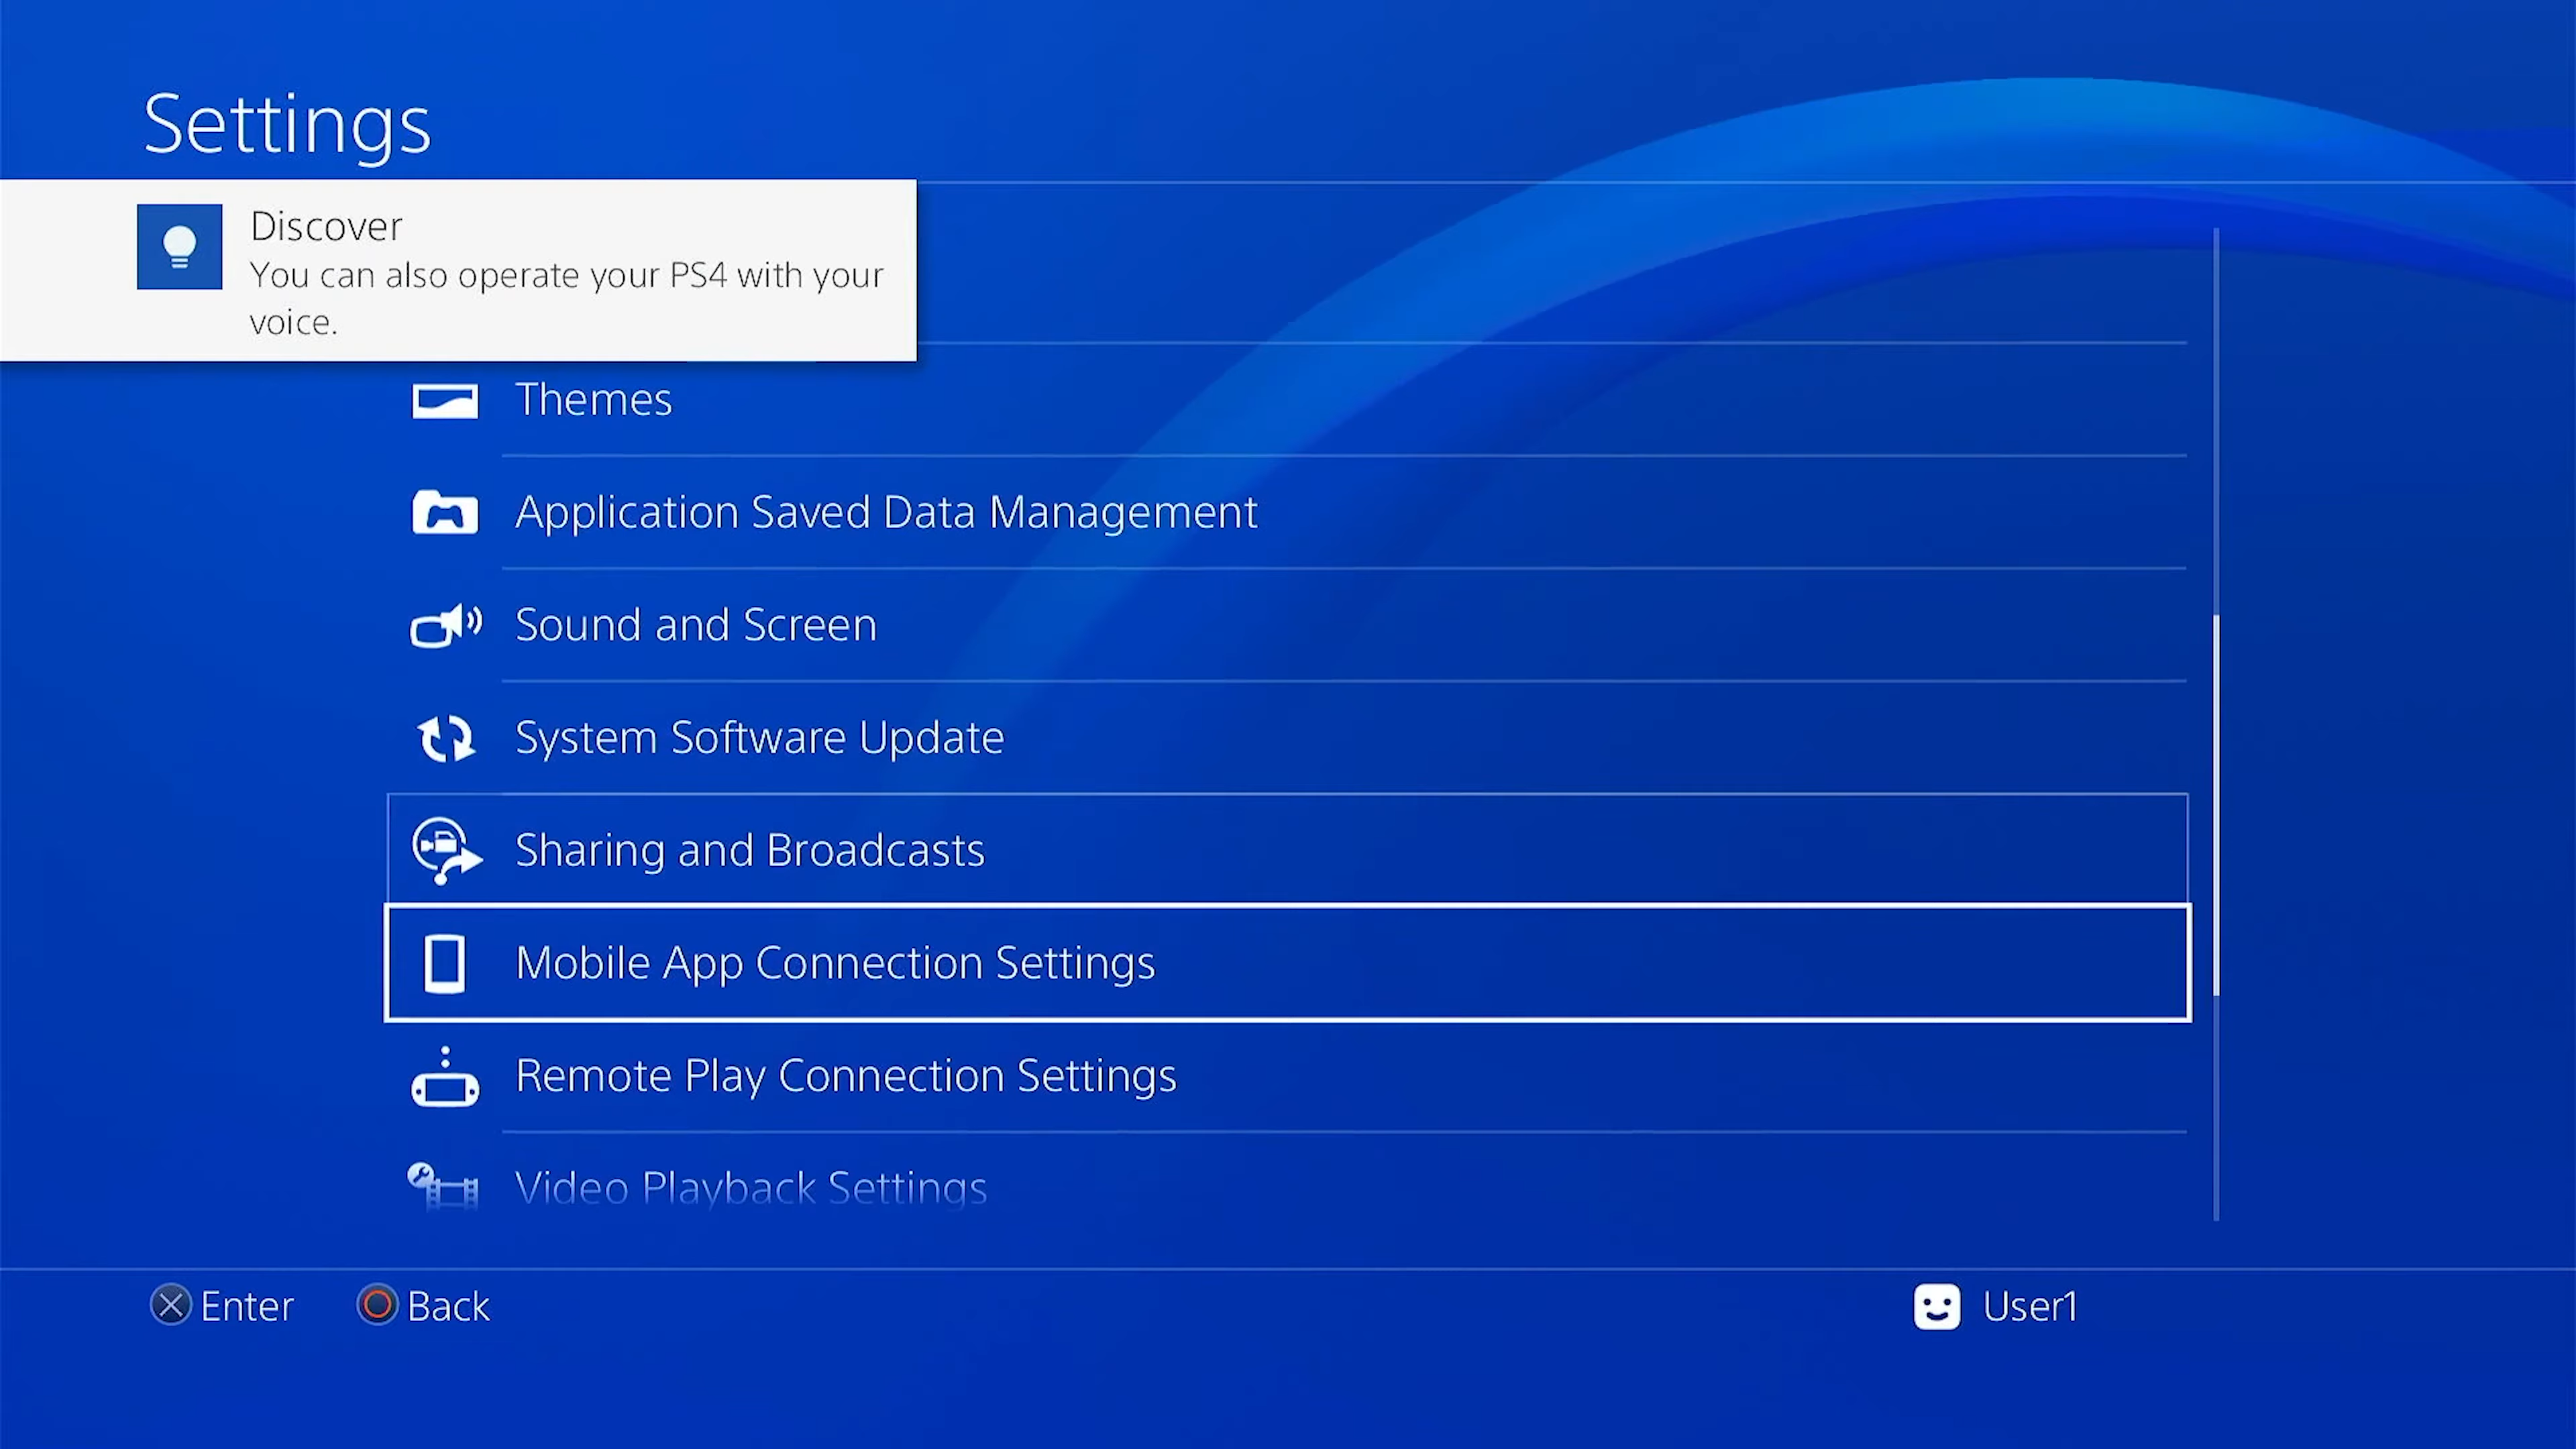 Settings
Discover
You can also operate your PS4 with your
voice.
Themes
Application Saved Data Management
Sound and Screen
System Software Update
Sharing and Broadcasts
Mobile App Connection Settings
Remote Play Connection Settings
Video Playback Settings
Enter Back User1